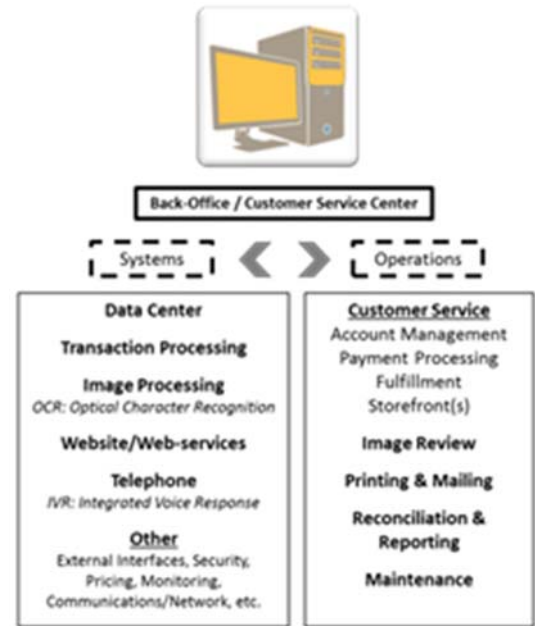 Back-Office / Customer Service Center
Systems
Operations
Data Center
Transaction Processing
Image Processing
OCR: Optical Character Recognition
Website/Web-services
Telephone
IVR: Integrated Voice Response
Other
External Interfaces, Security,
Pricing, Monitoring,
Communications/Network, etc.
Customer Service
Account Management
Payment Processing
Fulfillment
Storefront(s)
Image Review
Printing & Mailing
Reconciliation &
Reporting
Maintenance